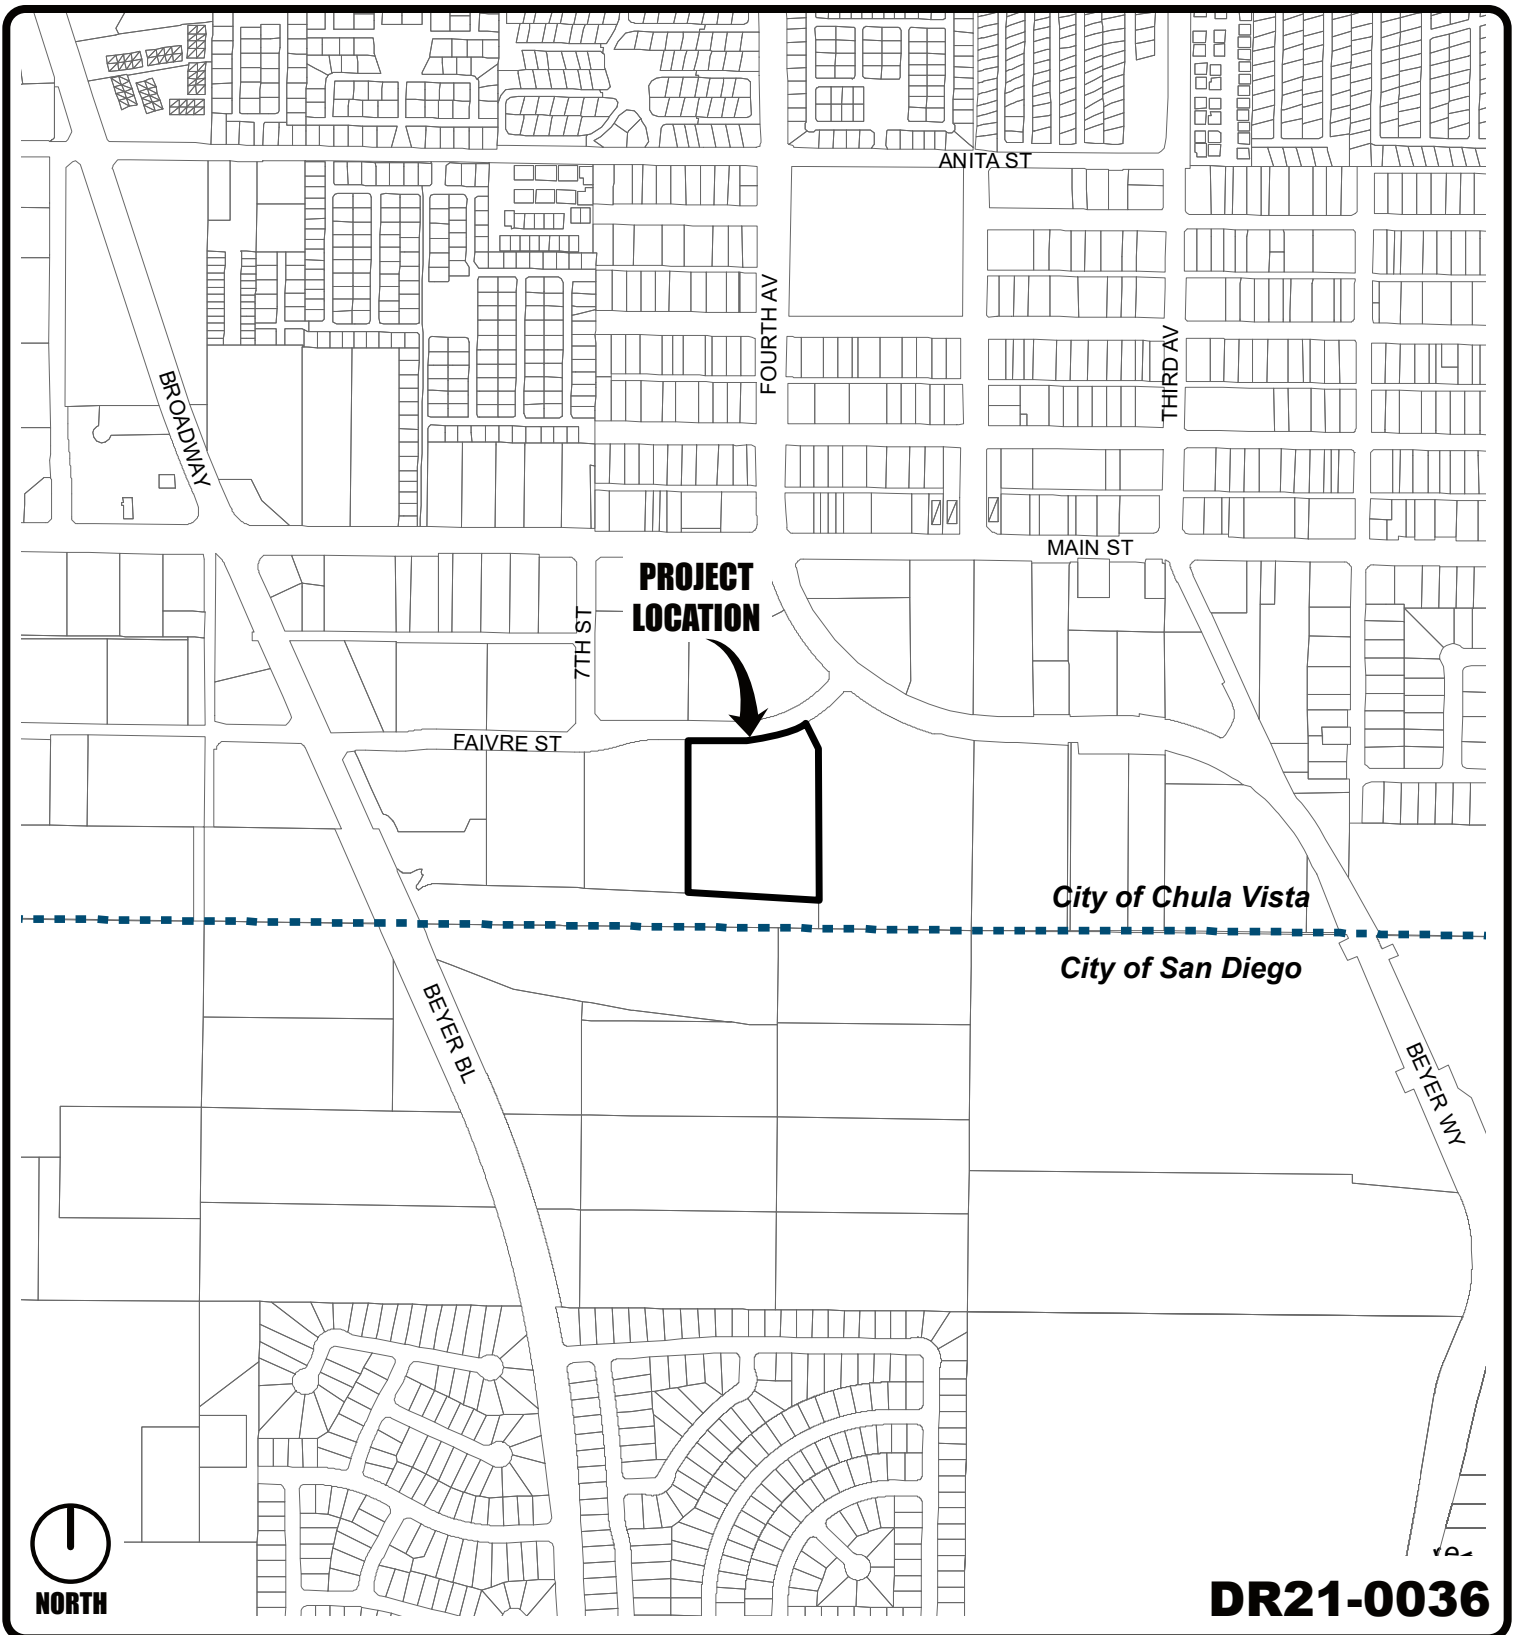 ANITA ST
FOURTH AV
THIRD AV
BROADWAY
MAIN ST
PROJECT
LOCATION
7TH ST
FAIVRE ST
City of Chula Vista
City of San Diego
BEYER BL
BEYER WY
NORTH
DR21-0036